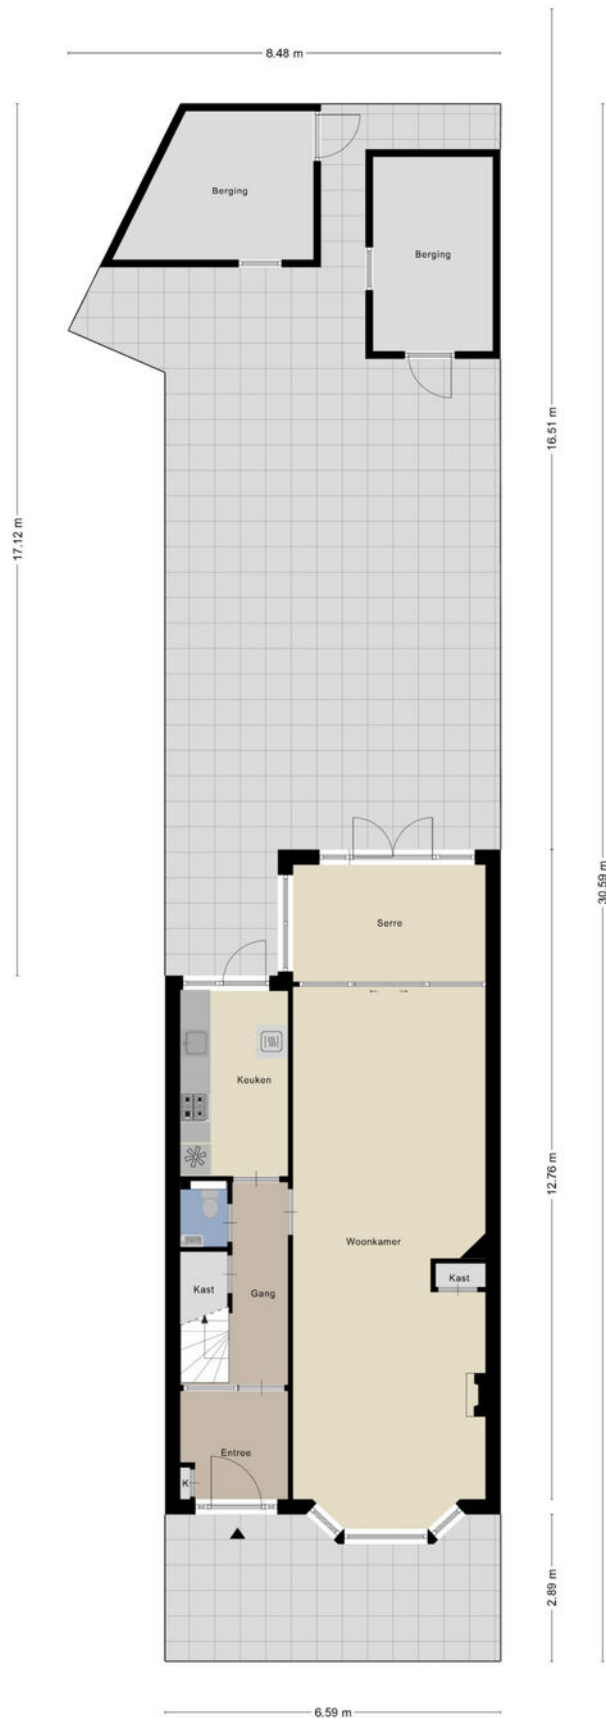 8.48 m
Berging
Berging
16.51 m
17.12 m
30.59 m
Serre
Keuken
12.76 m
Woonkamer
Kast
Kast
Gang
Entree
K
2.89 m
6.59 m